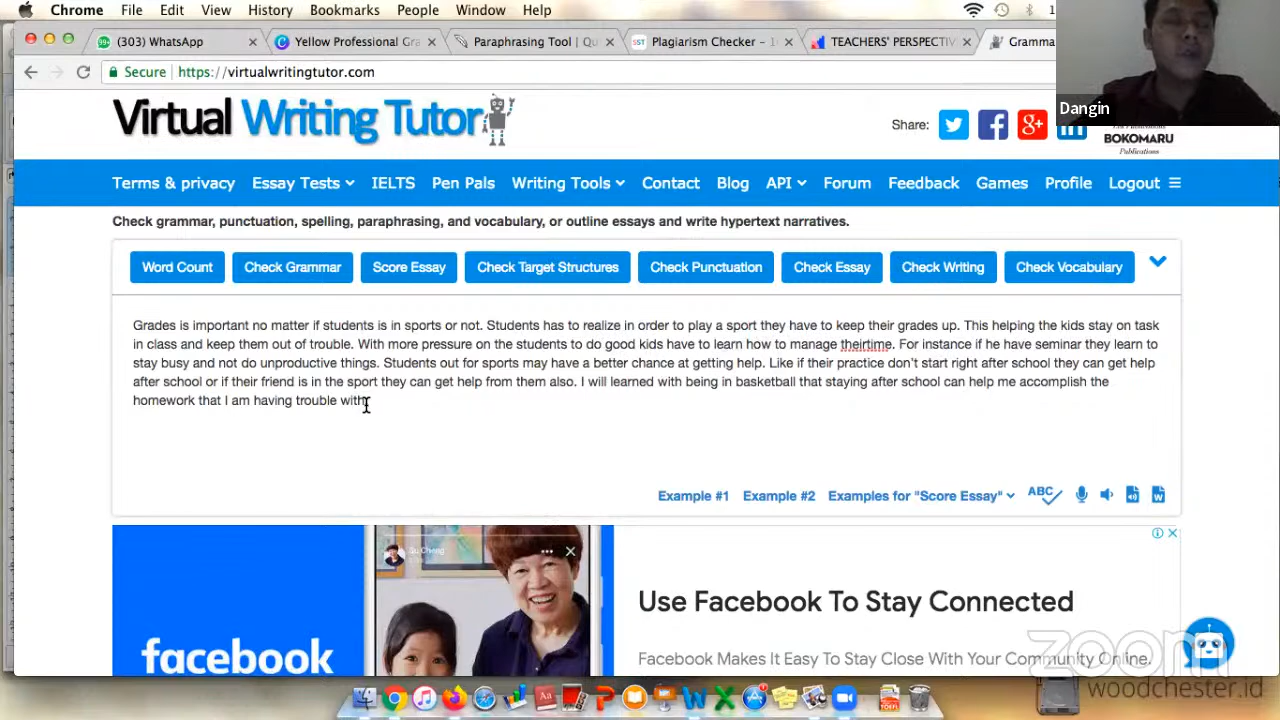 Chrome File Edit View History Bookmarks People Window Help
(303) WhatsApp
Yellow Professional Gra
Paraphrasing Tool | Qu
Plagiarism Checker - 1
TEACHERS' PERSPECTIV
Gramma
Secure https://virtualwritingtutor.com
Dangin
Virtual Writing Tutor
Share:
BOKOMARU
Publications
Terms & privacy Essay Tests IELTS Pen Pals Writing Tools Contact Blog API Forum Feedback Games Profile Logout
Check grammar, punctuation, spelling, paraphrasing, and vocabulary, or outline essays and write hypertext narratives.
Word Count Check Grammar Score Essay Check Target Structures Check Punctuation Check Essay Check Writing Check Vocabulary
Grades is important no matter if students is in sports or not. Students has to realize in order to play a sport they have to keep their grades up. This helping the kids stay on task
in class and keep them out of trouble. With more pressure on the students to do good kids have to learn how to manage theirtime. For instance if he have seminar they learn to
stay busy and not do unproductive things. Students out for sports may have a better chance at getting help. Like if their practice don't start right after school they can get help
after school or if their friend is in the sport they can get help from them also. I will learned with being in basketball that staying after school can help me accomplish the
homework that I am having trouble with
Example #1 Example #2 Examples for "Score Essay" ABC
Su Cheng
facebook
Use Facebook To Stay Connected
Facebook Makes It Easy To Stay Close With Your Community Online.
zoom
woodchester.id